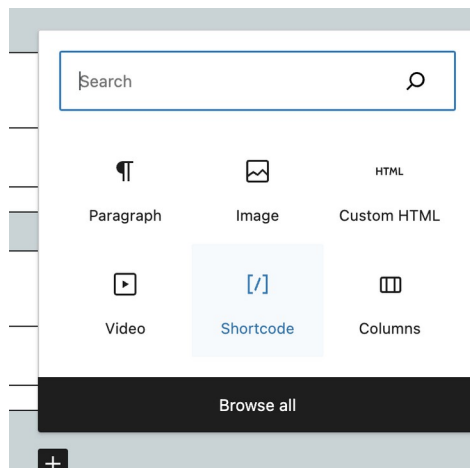 Search
HTML
Paragraph Image Custom HTML
[/]
Video Shortcode Columns
Browse all